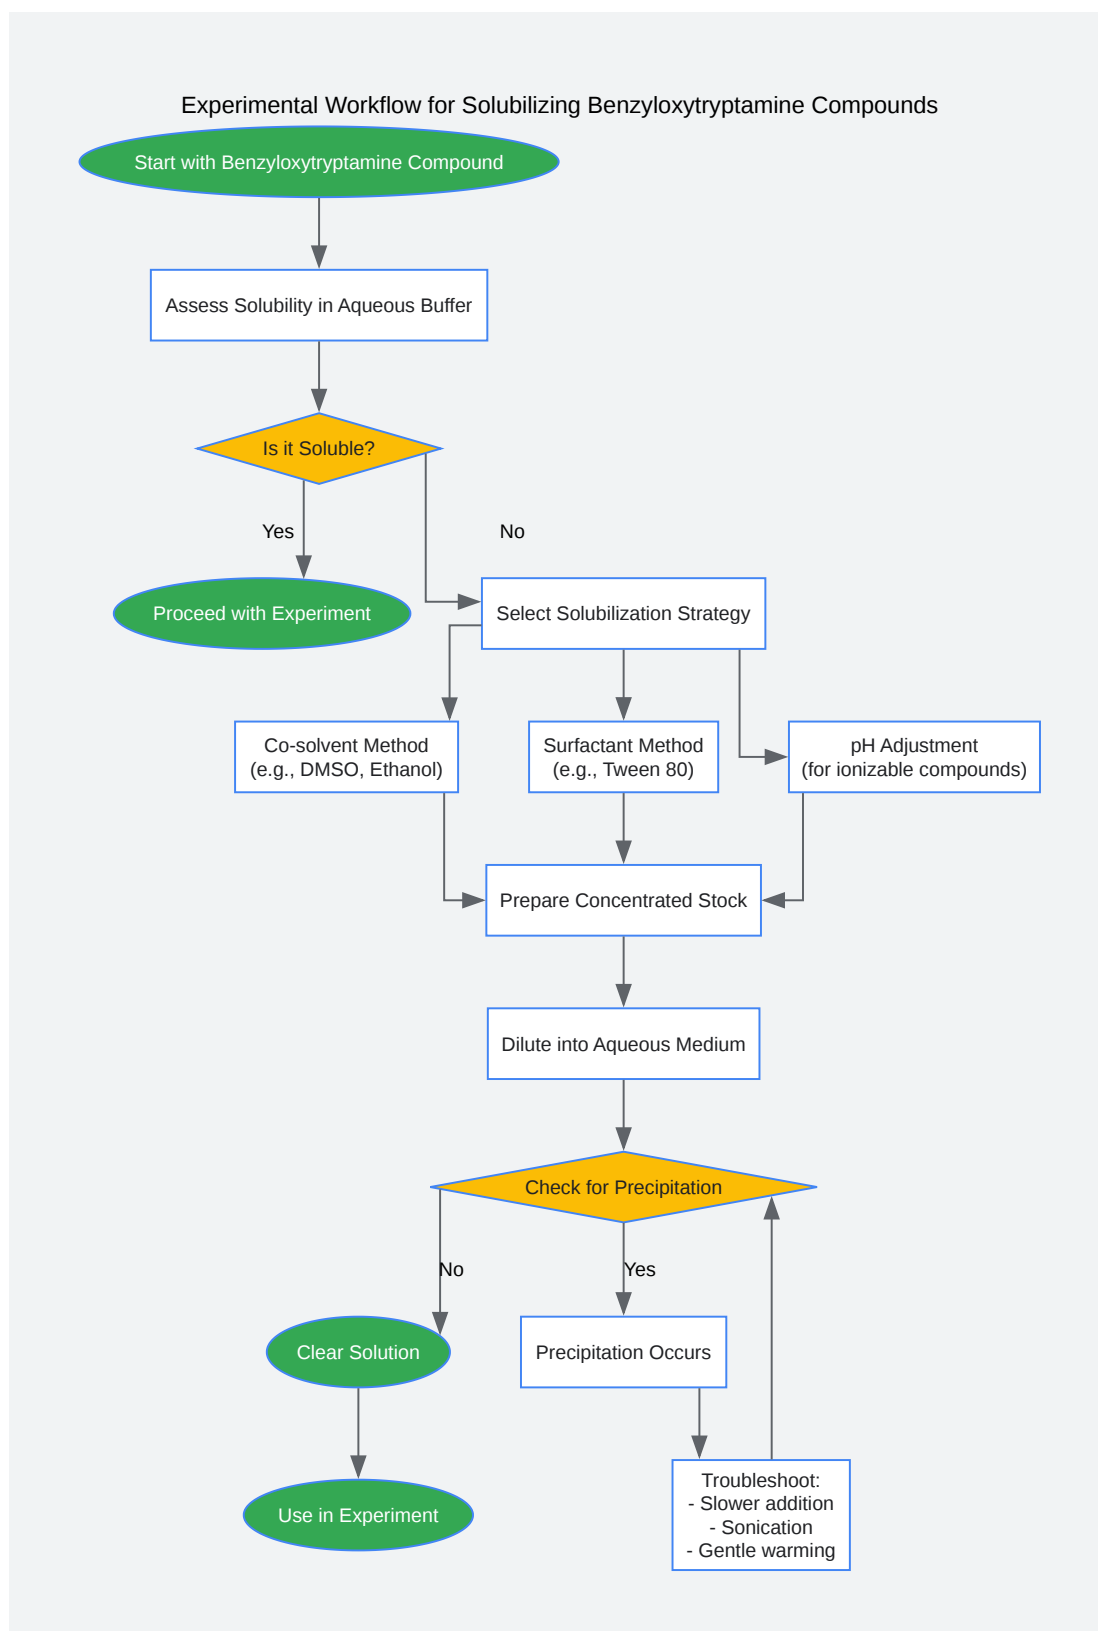 Experimental Workflow for Solubilizing Benzyloxytryptamine Compounds
Start with Benzyloxytryptamine Compound
Assess Solubility in Aqueous Buffer
Is it Soluble?
Yes
No
Proceed with Experiment
Select Solubilization Strategy
Co-solvent Method
(e.g., DMSO, Ethanol)
Surfactant Method
(e.g., Tween 80)
pH Adjustment
(for ionizable compounds)
Prepare Concentrated Stock
Dilute into Aqueous Medium
Check for Precipitation
No
Yes
Clear Solution
Precipitation Occurs
Use in Experiment
Troubleshoot:
- Slower addition
- Sonication
- Gentle warming